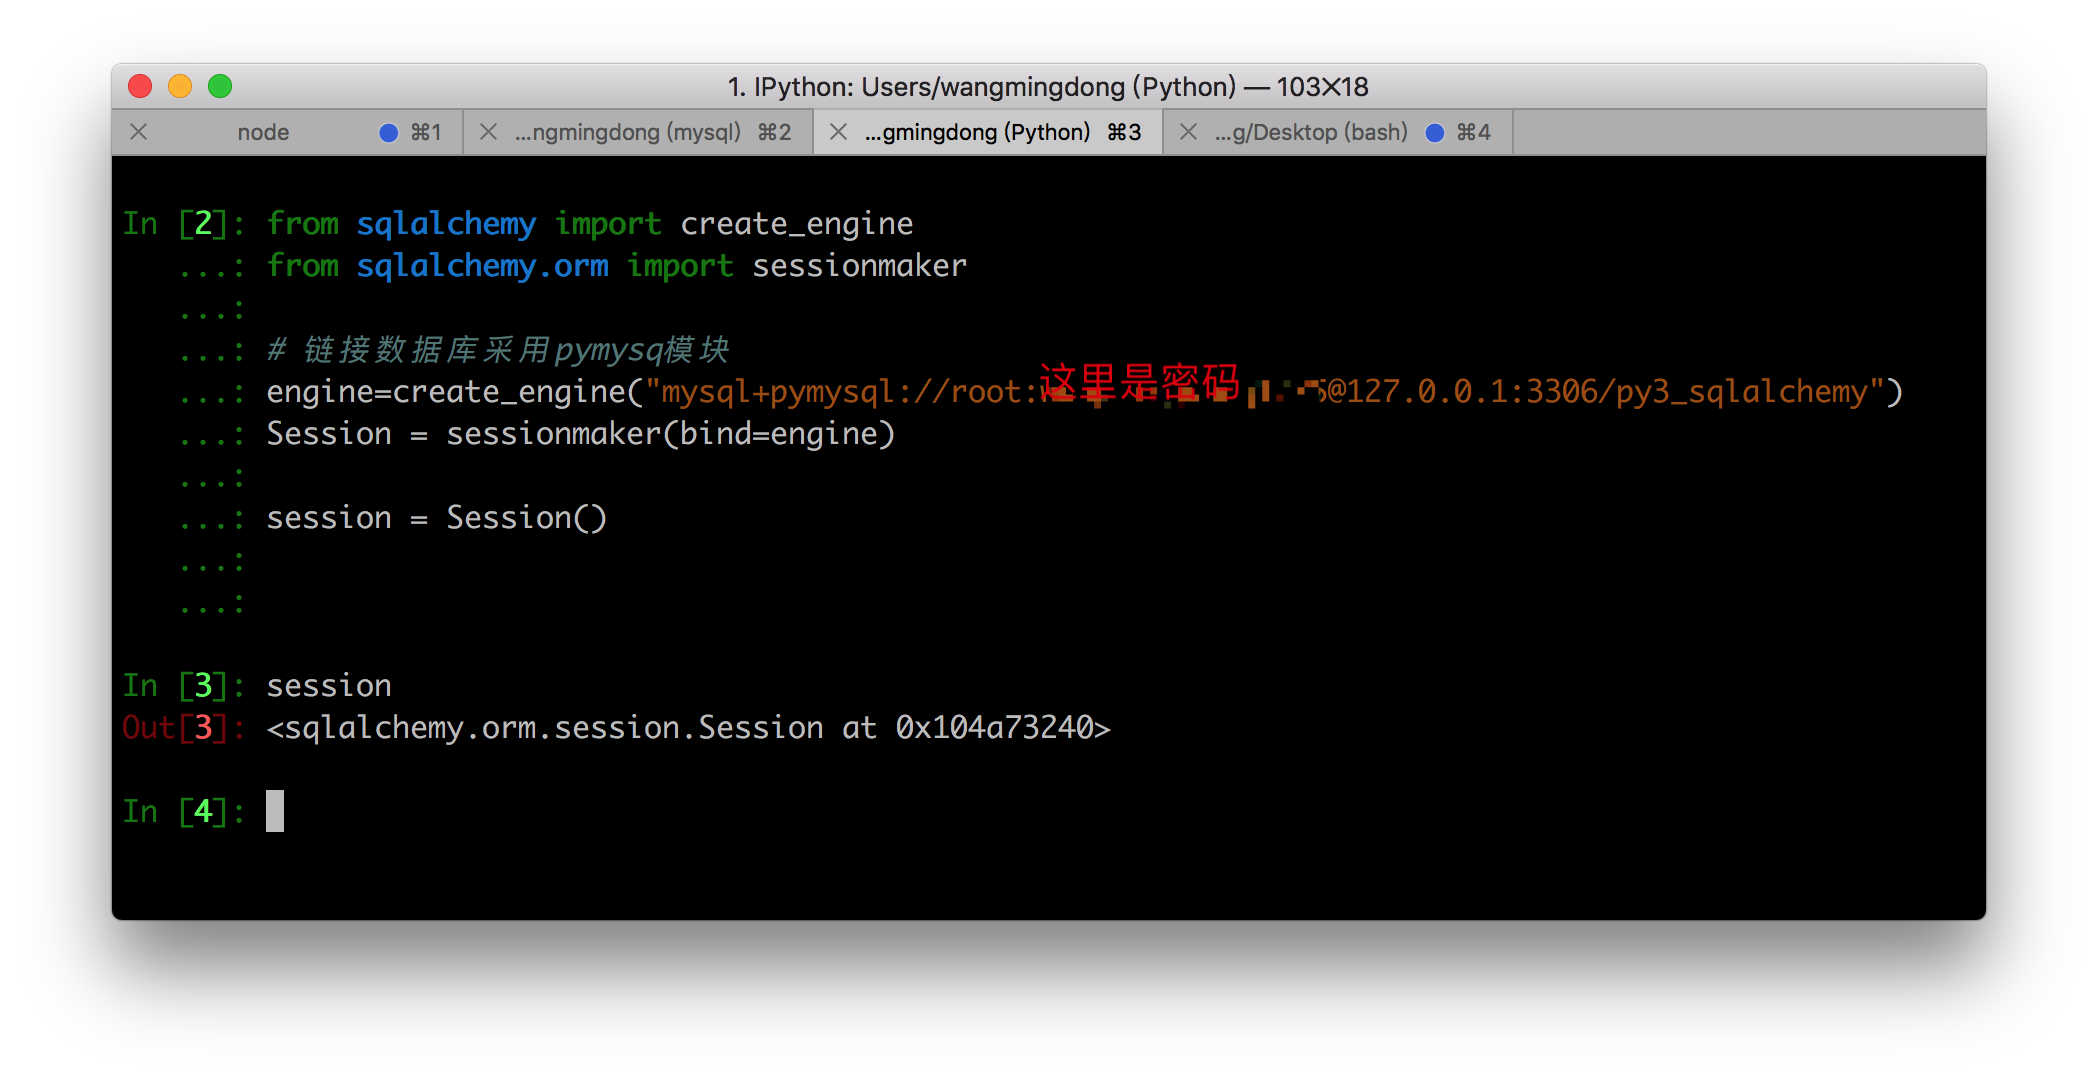 1. IPython: Users/wangmingdong (Python) — 103✕18
node ⌘1 ...ngmingdong (mysql) ⌘2 ...gmingdong (Python) ⌘3 ...g/Desktop (bash) ⌘4
In [2]: from sqlalchemy import create_engine
...: from sqlalchemy.orm import sessionmaker
...:
...: # 链接数据库采用pymysq模块
这里是密码
...: engine=create_engine("mysql+pymysql://root: @127.0.0.1:3306/py3_sqlalchemy")
...: Session = sessionmaker(bind=engine)
...:
...: session = Session()
...:
...:
In [3]: session
Out[3]: <sqlalchemy.orm.session.Session at 0x104a73240>
In [4]: